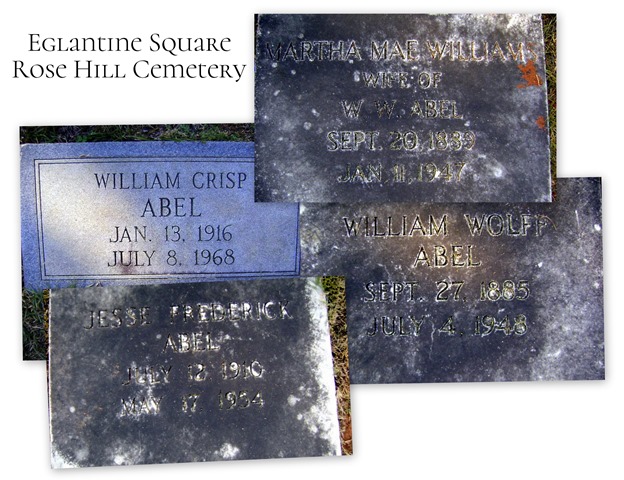 Eglantine Square
Rose Hill Cemetery
MARTHA MAE WILLIAMS
WIFE OF
W. W. ABEL
SEPT. 20, 1889
JAN 11, 1947
WILLIAM CRISP
ABEL
JAN. 13, 1916
JULY 8, 1968
WILLIAM WOLFF
ABEL
SEPT. 27, 1885
JULY 4, 1948
JESSE FREDERICK
ABEL
JULY 12 1910
MAY 17 1954